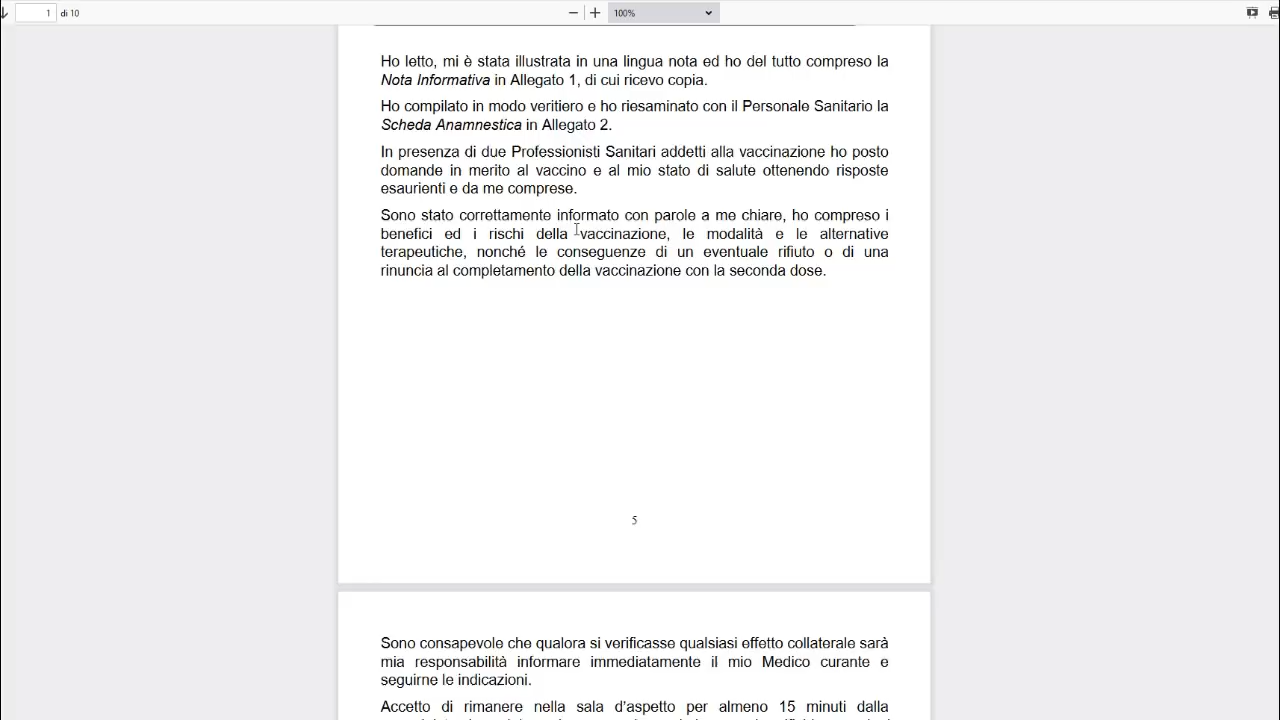 1 di 10 100%
Ho letto, mi è stata illustrata in una lingua nota ed ho del tutto compreso la
Nota Informativa in Allegato 1, di cui ricevo copia.
Ho compilato in modo veritiero e ho riesaminato con il Personale Sanitario la
Scheda Anamnestica in Allegato 2.
In presenza di due Professionisti Sanitari addetti alla vaccinazione ho posto
domande in merito al vaccino e al mio stato di salute ottenendo risposte
esaurienti e da me comprese.
Sono stato correttamente informato con parole a me chiare, ho compreso i
benefici ed i rischi della vaccinazione, le modalità e le alternative
terapeutiche, nonché le conseguenze di un eventuale rifiuto o di una
rinuncia al completamento della vaccinazione con la seconda dose.
5
Sono consapevole che qualora si verificasse qualsiasi effetto collaterale sarà
mia responsabilità informare immediatamente il mio Medico curante e
seguirne le indicazioni.
Accetto di rimanere nella sala d'aspetto per almeno 15 minuti dalla